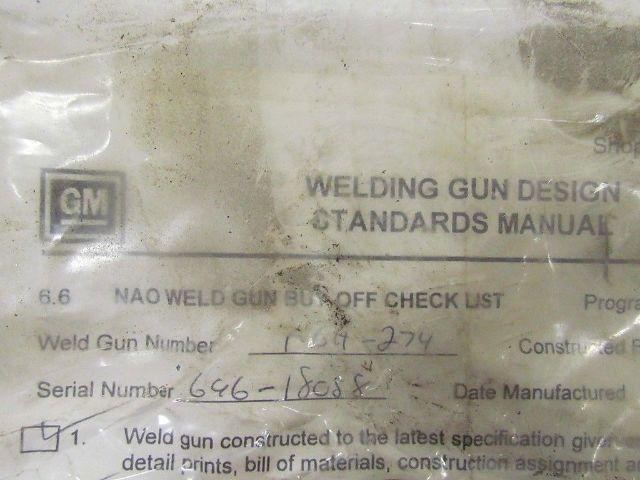 Shop
GM
WELDING GUN DESIGN
STANDARDS MANUAL
6.6 NAO WELD GUN BUY OFF CHECK LIST Progra
Weld Gun Number -274 Constructed
Serial Number 646-18088 Date Manufactured
1. Weld gun constructed to the latest specification given
detail prints, bill of materials, construction assignment a